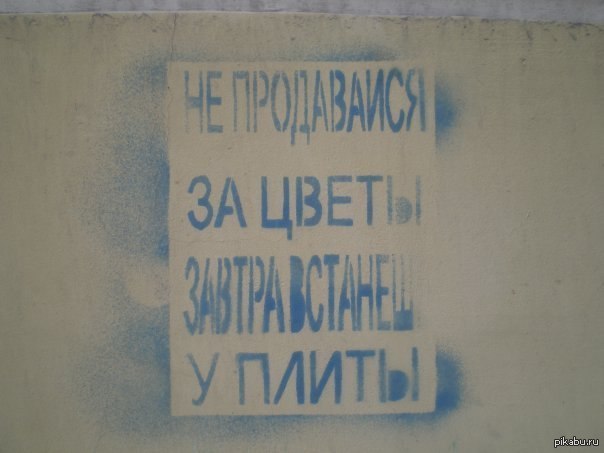 НЕ ПРОДАВАИСЯ
ЗА ЦВЕТЫ
ЗАВТРА ВСТАНЕШ
У ПЛИТЫ
pikabu.ru